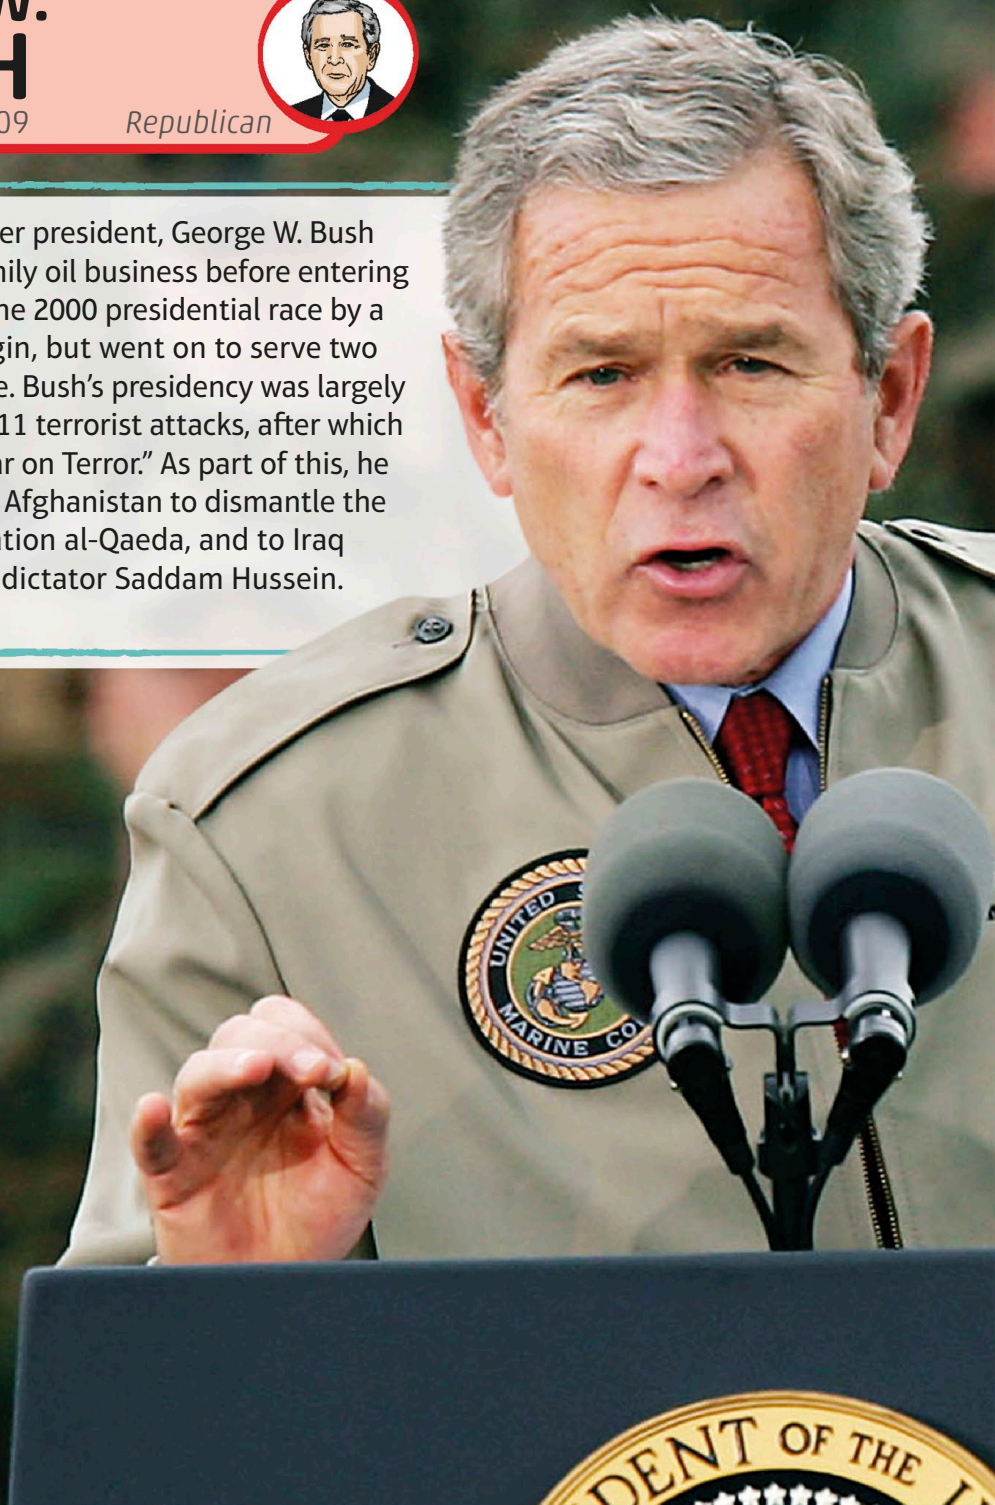 W.
H
09
Republican
er president, George W. Bush
ily oil business before entering
he 2000 presidential race by a
gin, but went on to serve two
e. Bush's presidency was largely
11 terrorist attacks, after which
r on Terror." As part of this, he
Afghanistan to dismantle the
ation al-Qaeda, and to Iraq
dictator Saddam Hussein.
UNITED S
MARINE CO
DENT OF THE U